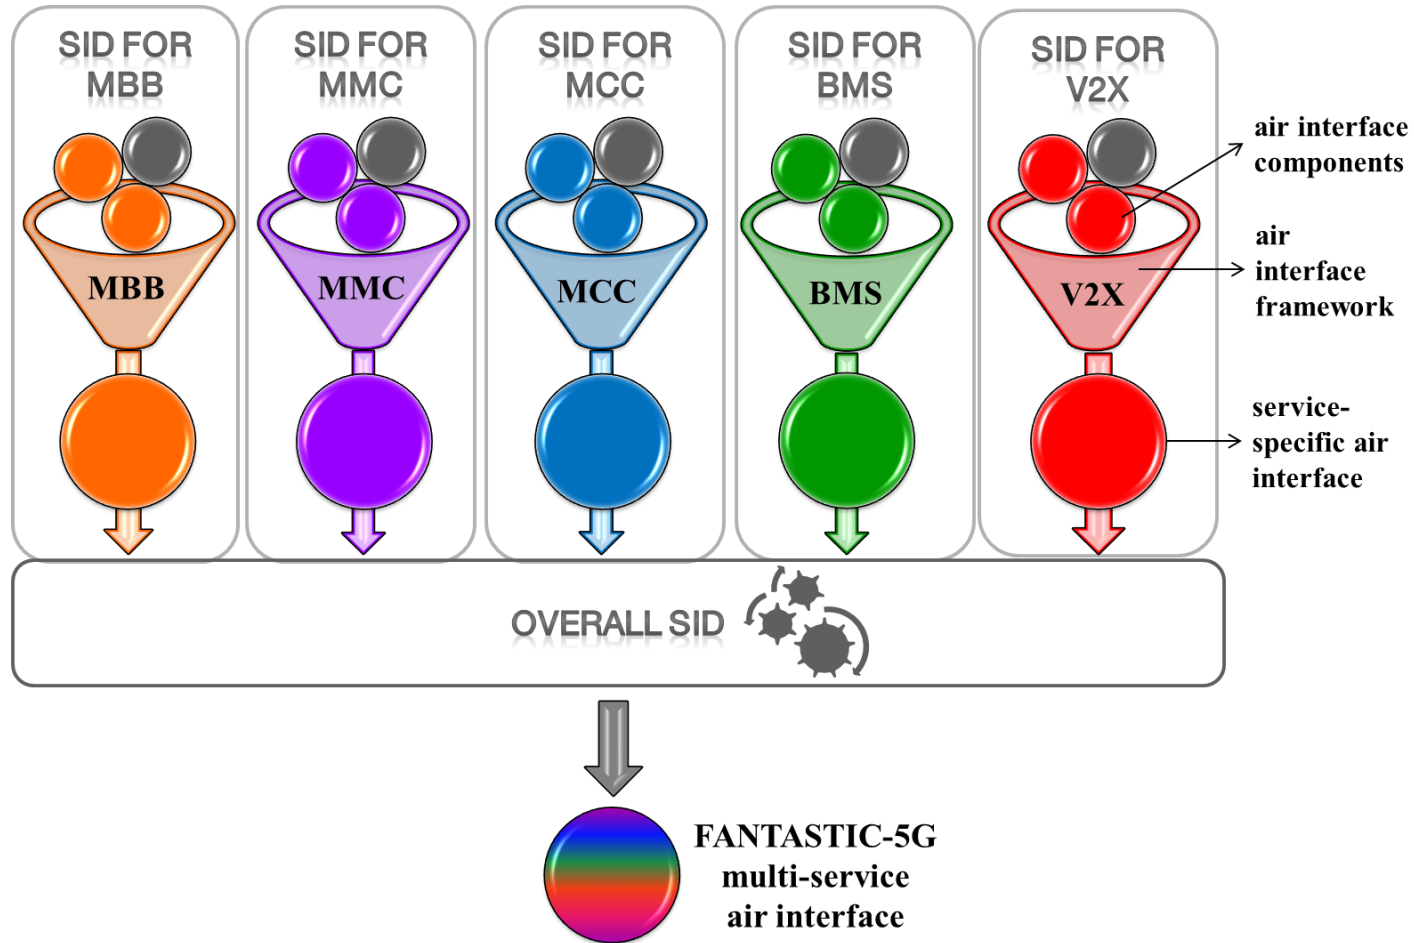 SID FOR
MBB
SID FOR
MMC
SID FOR
MCC
SID FOR
BMS
SID FOR
V2X
air interface
components
MBB
MMC
MCC
BMS
V2X
air
interface
framework
service-
specific air
interface
OVERALL SID
FANTASTIC-5G
multi-service
air interface